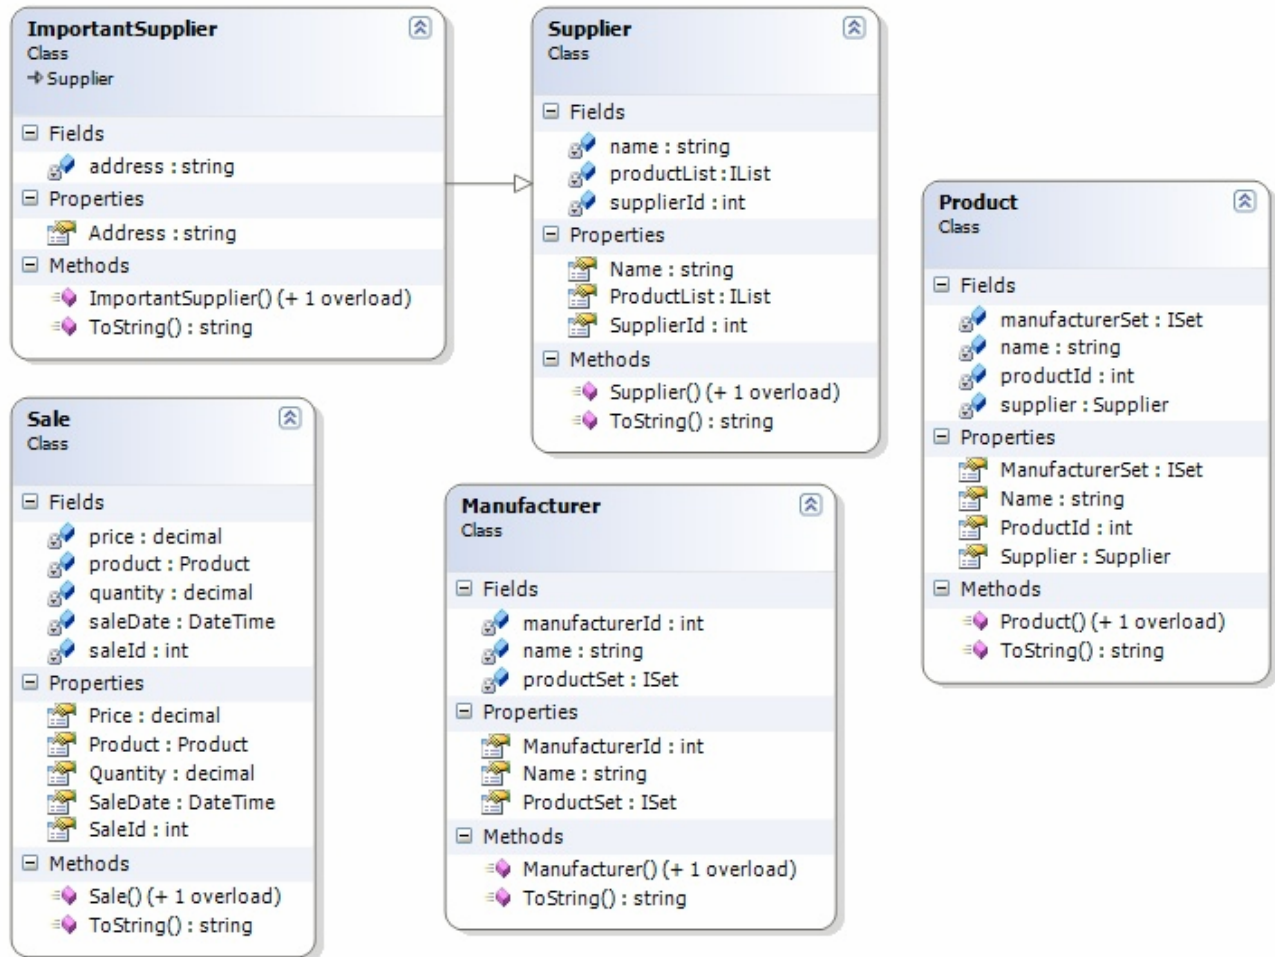 ImportantSupplier
Class
Supplier
Fields
address : string
Properties
Address : string
Methods
ImportantSupplier() (+ 1 overload)
ToString() : string
Supplier
Class
Fields
name : string
productList : IList
supplierId : int
Properties
Name : string
ProductList : IList
SupplierId : int
Methods
Supplier() (+ 1 overload)
ToString() : string
Product
Class
Fields
manufacturerSet : ISet
name : string
productId : int
supplier : Supplier
Properties
ManufacturerSet : ISet
Name : string
ProductId : int
Supplier : Supplier
Methods
Product() (+ 1 overload)
ToString() : string
Sale
Class
Fields
price : decimal
product : Product
quantity : decimal
saleDate : DateTime
saleId : int
Properties
Price : decimal
Product : Product
Quantity : decimal
SaleDate : DateTime
SaleId : int
Methods
Sale() (+ 1 overload)
ToString() : string
Manufacturer
Class
Fields
manufacturerId : int
name : string
productSet : ISet
Properties
ManufacturerId : int
Name : string
ProductSet : ISet
Methods
Manufacturer() (+ 1 overload)
ToString() : string